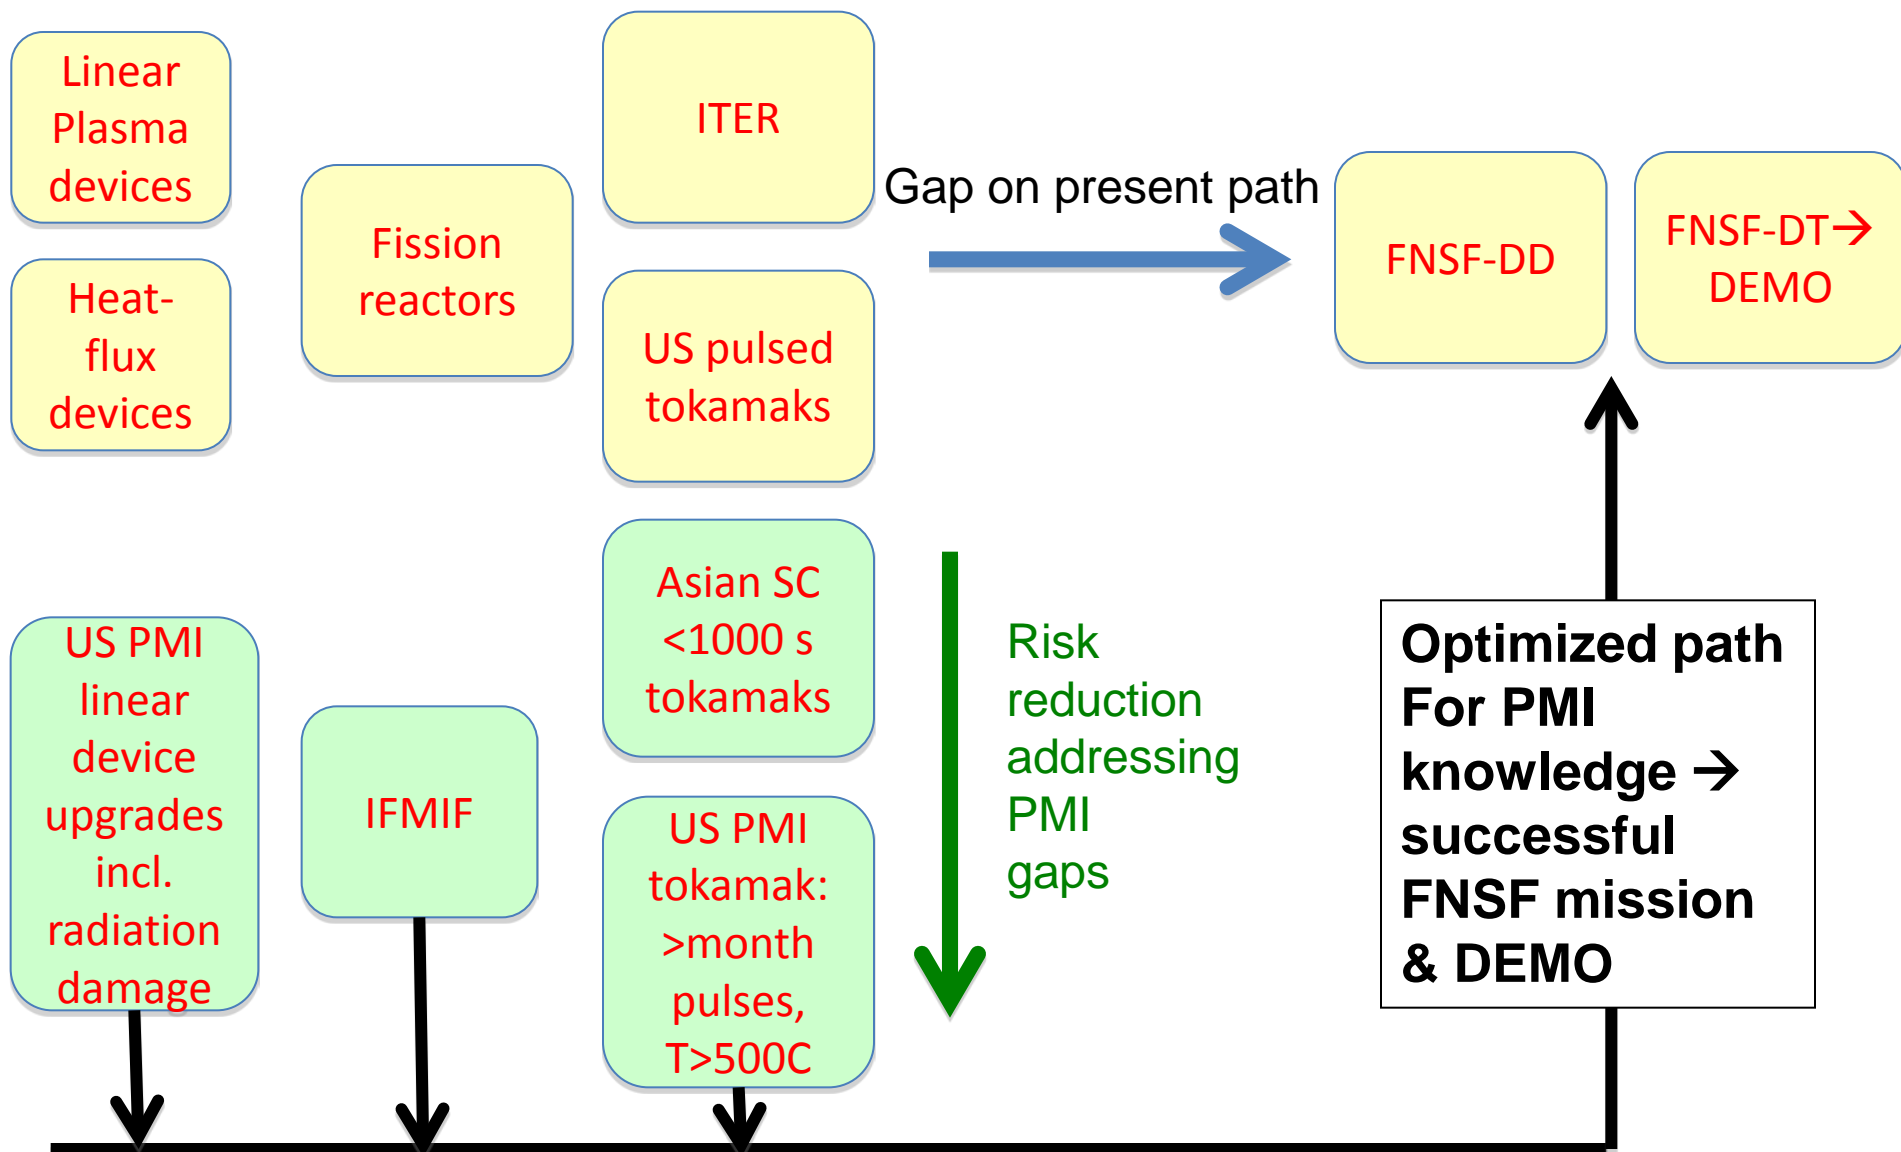 Linear
Plasma
devices
Heat-
flux
devices
Fission
reactors
ITER
US pulsed
tokamaks
Gap on present path
FNSF-DD
FNSF-DT→
DEMO
US PMI
linear
device
upgrades
incl.
radiation
damage
IFMIF
Asian SC
<1000 s
tokamaks
US PMI
tokamak:
>month
pulses,
T>500C
Risk
reduction
addressing
PMI
gaps
Optimized path
For PMI
knowledge →
successful
FNSF mission
& DEMO